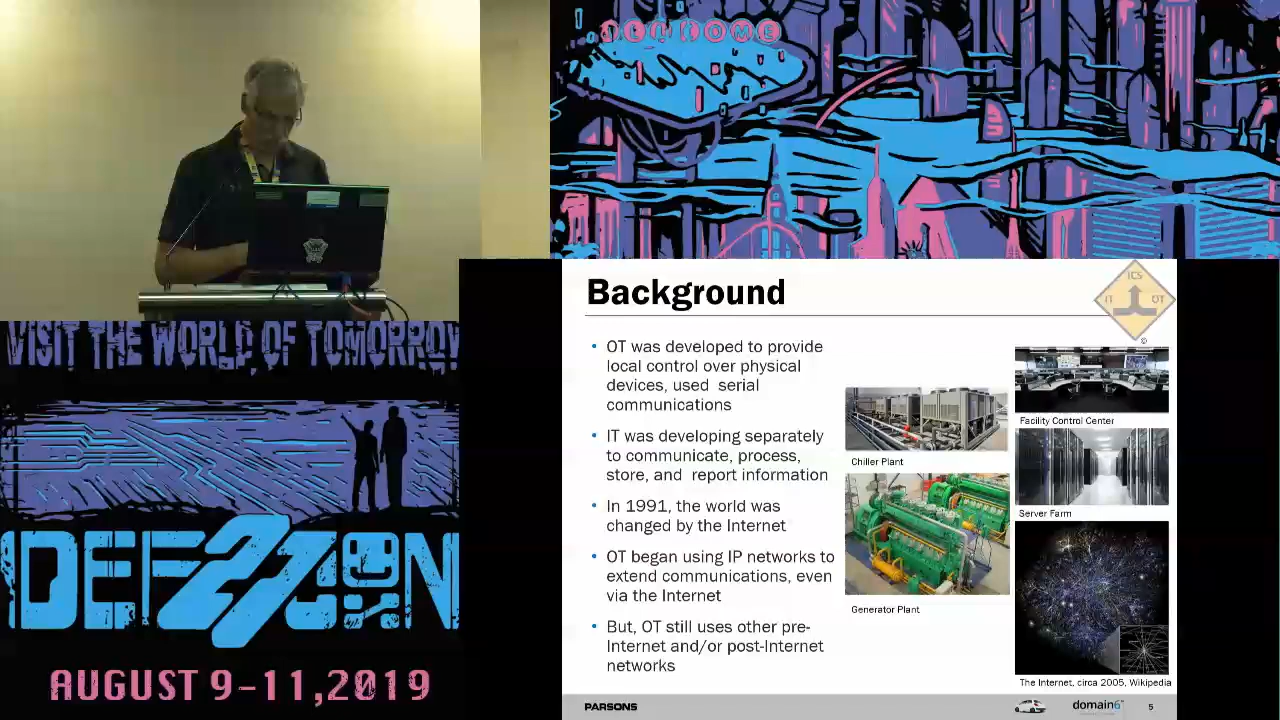 WELCOME
VISIT THE WORLD OF TOMORROW
DEF CON
27
AUGUST 9-11,2019
Background
ICS
IT OT
©
• OT was developed to provide
local control over physical
devices, used serial
communications
• IT was developing separately
to communicate, process,
store, and report information
• In 1991, the world was
changed by the Internet
• OT began using IP networks to
extend communications, even
via the Internet
• But, OT still uses other pre-
Internet and/or post-Internet
networks
Chiller Plant
Generator Plant
Facility Control Center
Server Farm
The Internet, circa 2005, Wikipedia
PARSONS
domain6
5